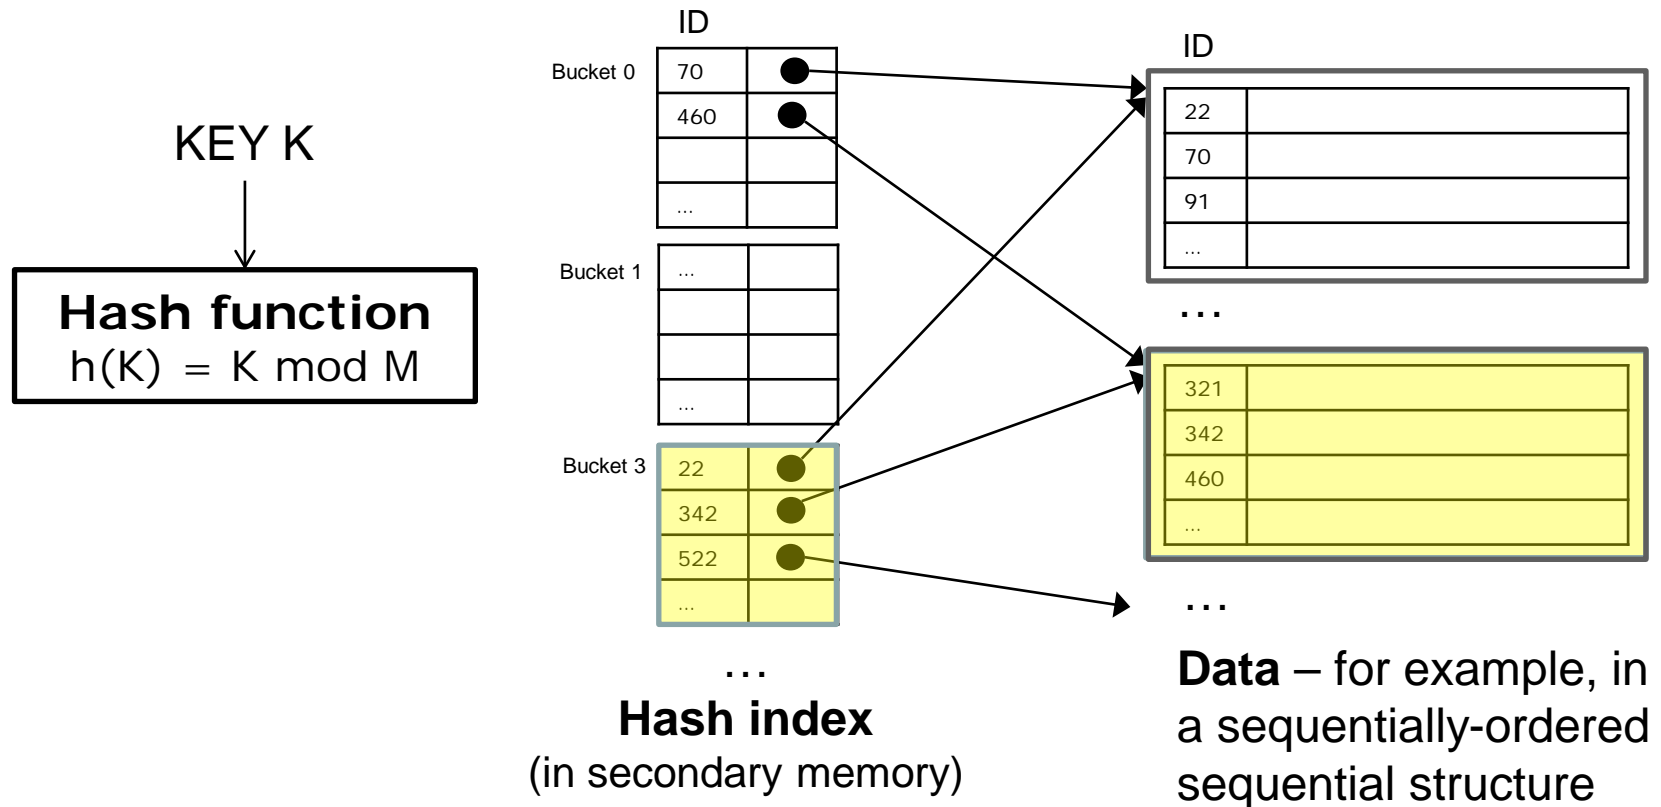 KEY K
Hash function
h(K) = K mod M
ID
Bucket 0
70
460
...
Bucket 1
...
...
Bucket 3
22
342
522
...
...
Hash index
(in secondary memory)
ID
22
70
91
...
...
321
342
460
...
...
Data – for example, in
a sequentially-ordered
sequential structure